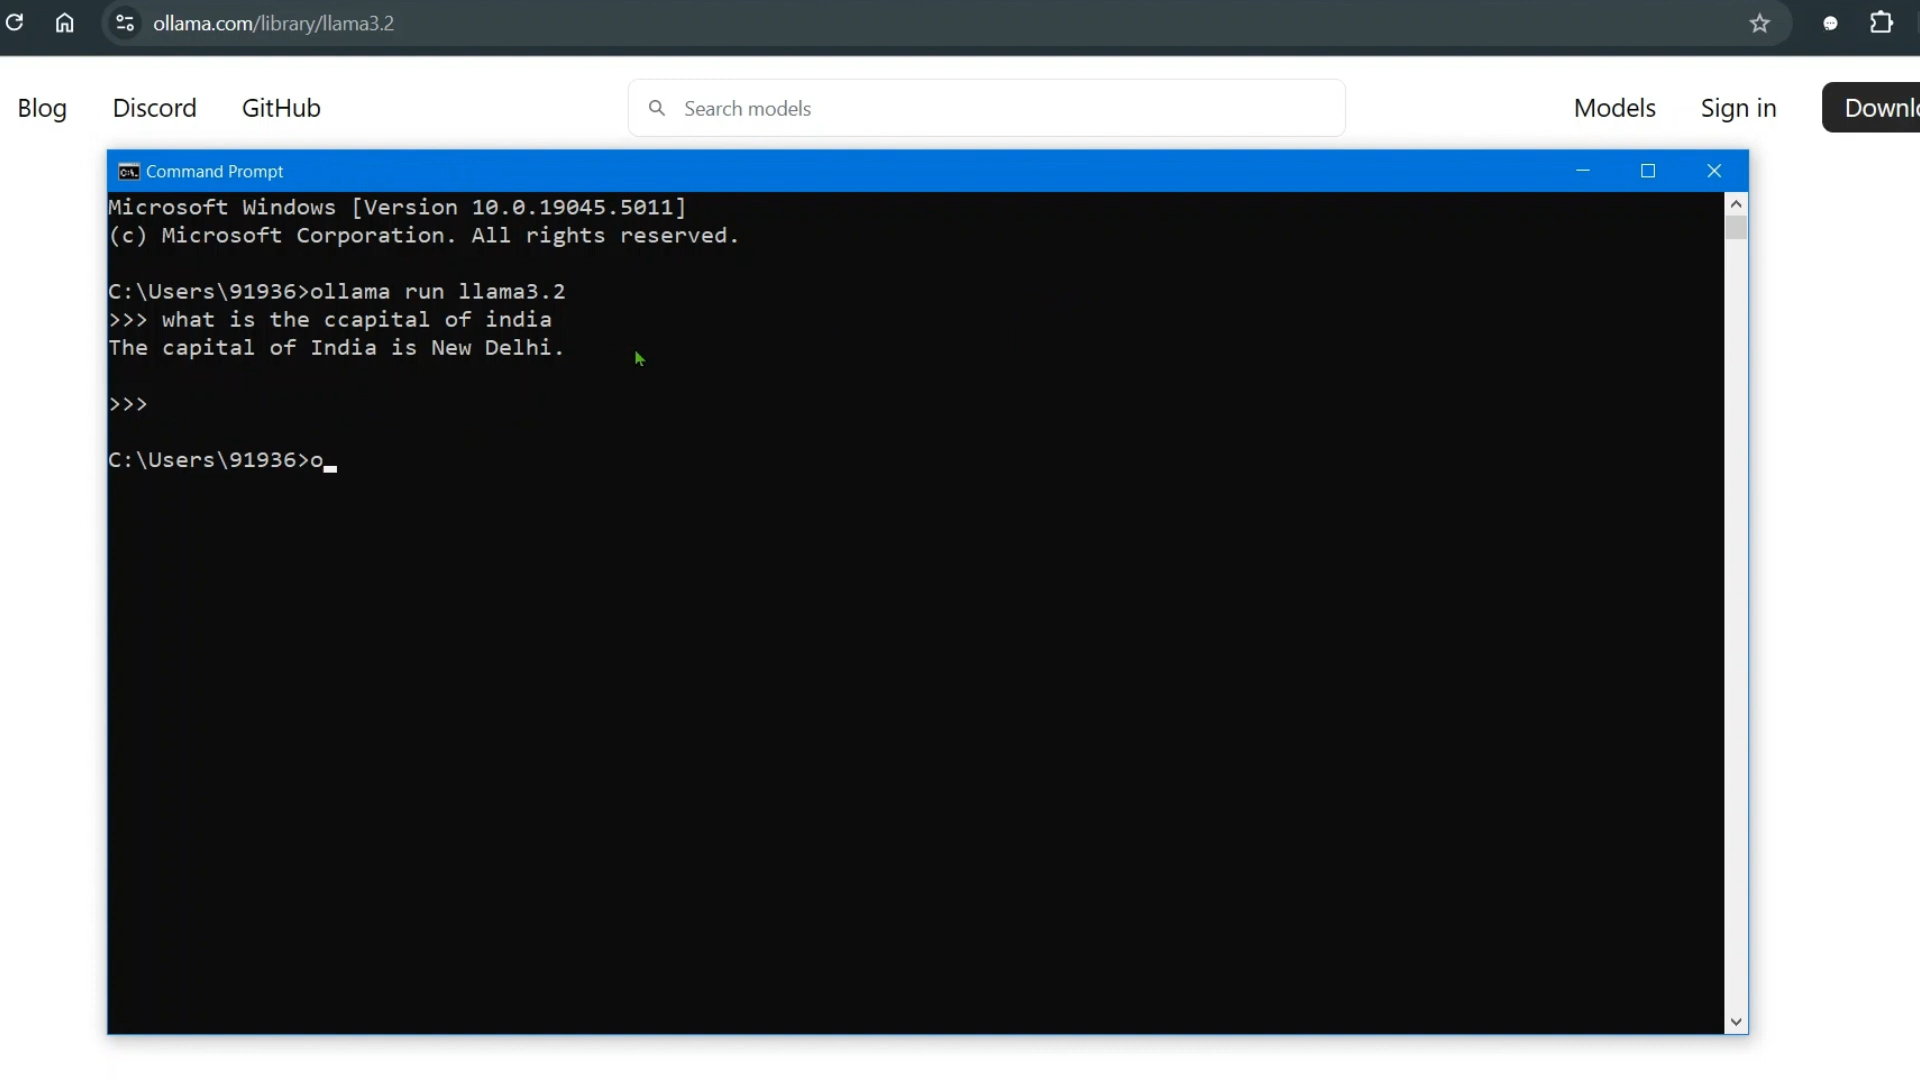 ollama.com/library/llama3.2
Blog Discord GitHub Search models Models Sign in Downlo
Command Prompt
Microsoft Windows [Version 10.0.19045.5011]
(c) Microsoft Corporation. All rights reserved.
C:\Users\91936>ollama run llama3.2
>>> what is the ccapital of india
The capital of India is New Delhi.
>>>
C:\Users\91936>o